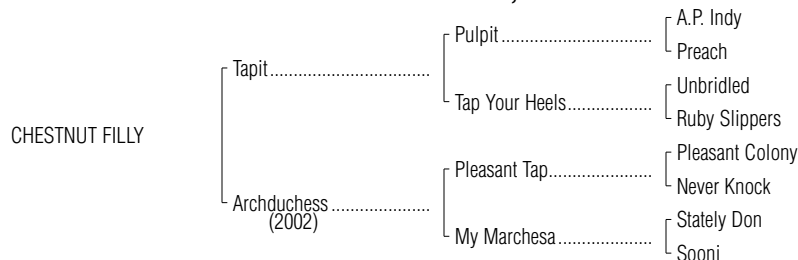 A.P. Indy
Pulpit
Preach
Tapit
Unbridled
Tap Your Heels
Ruby Slippers
CHESTNUT FILLY
Pleasant Colony
Pleasant Tap
Never Knock
Archduchess
(2002)
Stately Don
My Marchesa
Sooni